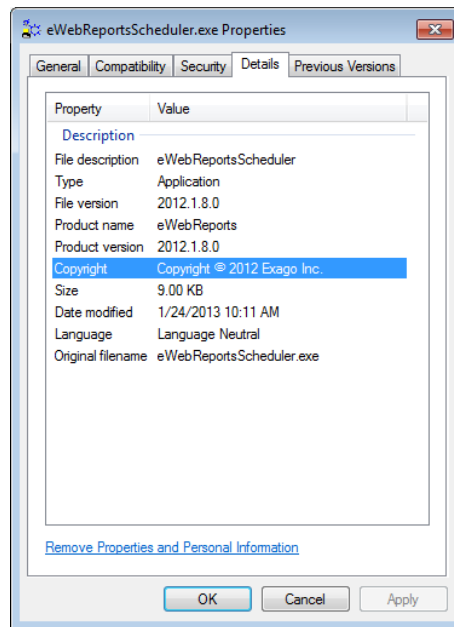 eWebReportsScheduler.exe Properties
General Compatibility Security Details Previous Versions
Property Value
Description
File description eWebReportsScheduler
Type Application
File version 2012.1.8.0
Product name eWebReports
Product version 2012.1.8.0
Copyright Copyright © 2012 Exago Inc.
Size 9.00 KB
Date modified 1/24/2013 10:11 AM
Language Language Neutral
Original filename eWebReportsScheduler.exe
Remove Properties and Personal Information
OK Cancel Apply